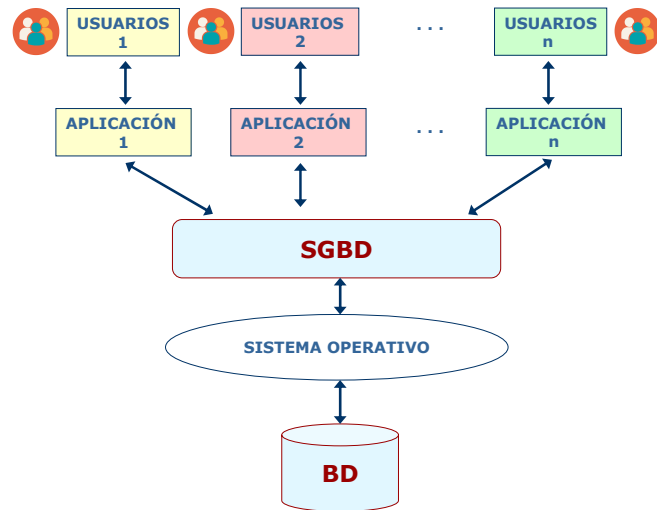 USUARIOS
1
USUARIOS
2
. . .
USUARIOS
n
APLICACIÓN
1
APLICACIÓN
2
. . .
APLICACIÓN
n
SGBD
SISTEMA OPERATIVO
BD